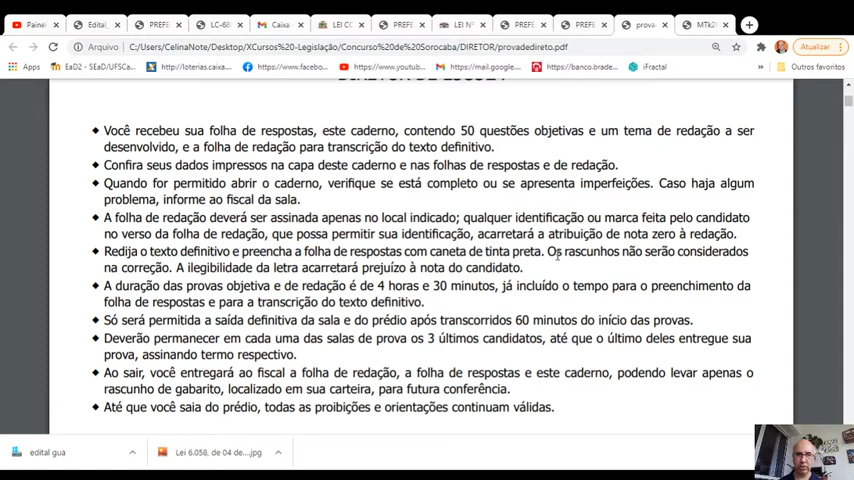 Painel
Edital_
PREFE
LC-68
Caixa
LEI CO
PREFE
LEI Nº
PREFE
PREFE
prova
MTk2
Arquivo
C:/Users/CelinaNote/Desktop/XCursos%20-Legislação/Concurso%20de%20Sorocaba/DIRETOR/provadedireto.pdf
Atualizar
Apps
EaD2 - SEaD/UFSCa...
http://loterias.caixa...
https://www.facebo...
https://www.youtub...
https://mail.google....
https://banco.brade...
iFractal
»
Outros favoritos
◆ Você recebeu sua folha de respostas, este caderno, contendo 50 questões objetivas e um tema de redação a ser
desenvolvido, e a folha de redação para transcrição do texto definitivo.
◆ Confira seus dados impressos na capa deste caderno e nas folhas de respostas e de redação.
◆ Quando for permitido abrir o caderno, verifique se está completo ou se apresenta imperfeições. Caso haja algum
problema, informe ao fiscal da sala.
◆ A folha de redação deverá ser assinada apenas no local indicado; qualquer identificação ou marca feita pelo candidato
no verso da folha de redação, que possa permitir sua identificação, acarretará a atribuição de nota zero à redação.
◆ Redija o texto definitivo e preencha a folha de respostas com caneta de tinta preta. Os rascunhos não serão considerados
na correção. A ilegibilidade da letra acarretará prejuízo à nota do candidato.
◆ A duração das provas objetiva e de redação é de 4 horas e 30 minutos, já incluído o tempo para o preenchimento da
folha de respostas e para a transcrição do texto definitivo.
◆ Só será permitida a saída definitiva da sala e do prédio após transcorridos 60 minutos do início das provas.
◆ Deverão permanecer em cada uma das salas de prova os 3 últimos candidatos, até que o último deles entregue sua
prova, assinando termo respectivo.
◆ Ao sair, você entregará ao fiscal a folha de redação, a folha de respostas e este caderno, podendo levar apenas o
rascunho de gabarito, localizado em sua carteira, para futura conferência.
◆ Até que você saia do prédio, todas as proibições e orientações continuam válidas.
edital gua
Lei 6.058, de 04 de....jpg